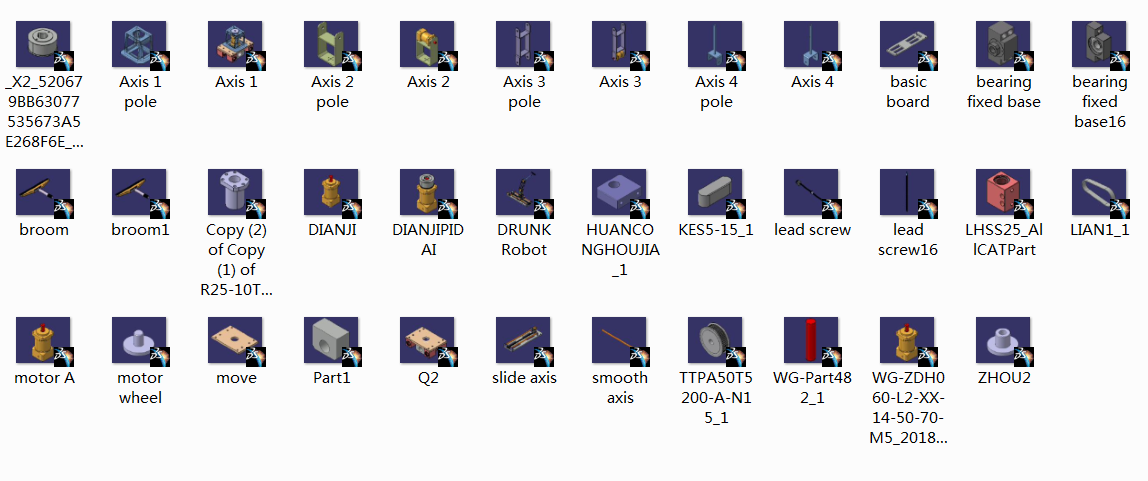 _X2_52067
9BB63077
535673A5
E268F6E_...
Axis 1
pole
Axis 1
Axis 2
pole
Axis 2
Axis 3
pole
Axis 3
Axis 4
pole
Axis 4
basic
board
bearing
fixed base
bearing
fixed
base16
broom
broom1
Copy (2)
of Copy
(1) of
R25-10T...
DIANJI
DIANJIPID
AI
DRUNK
Robot
HUANCO
NGHOUJIA
_1
KES5-15_1
lead screw
lead
screw16
LHSS25_Al
lCATPart
LIAN1_1
motor A
motor
wheel
move
Part1
Q2
slide axis
smooth
axis
TTPA50T5
200-A-N1
5_1
WG-Part48
2_1
WG-ZDH0
60-L2-XX-
14-50-70-
M5_2018...
ZHOU2